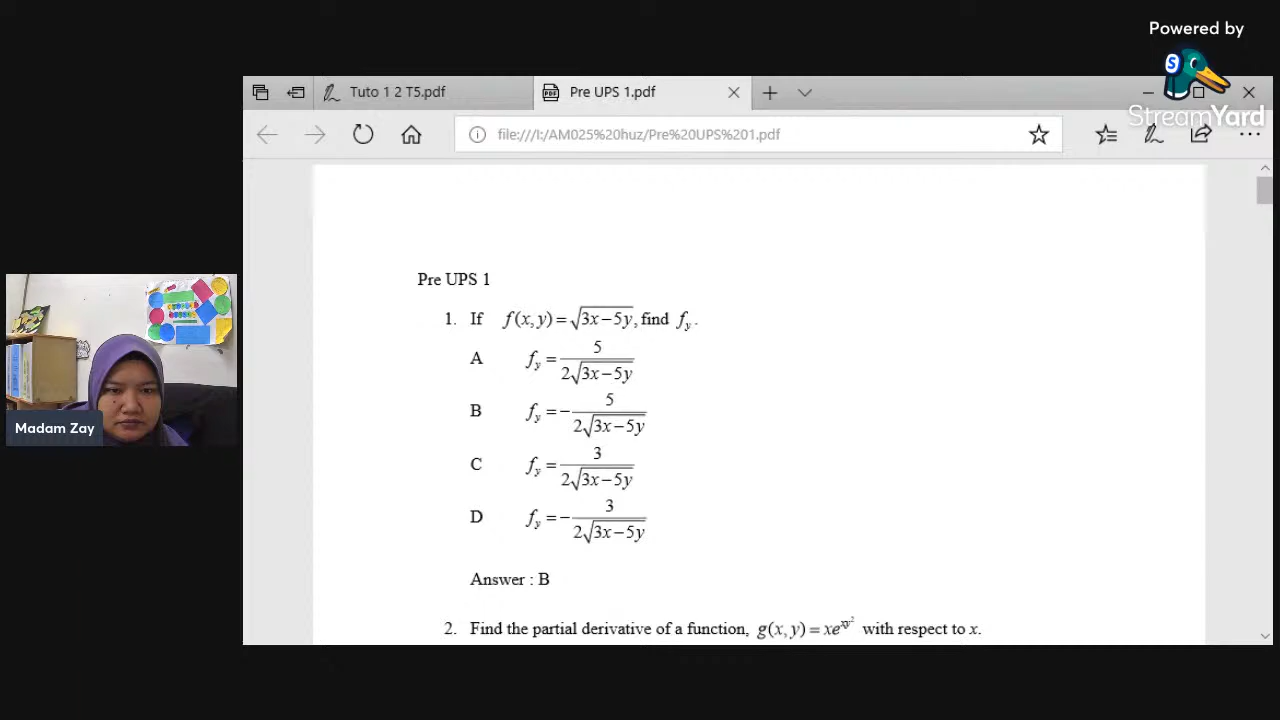 Powered by
StreamYard
Tuto 1 2 T5.pdf
Pre UPS 1.pdf
file:///I:/AM025%20huz/Pre%20UPS%201.pdf
Pre UPS 1
1. If f(x, y) = √(3x−5y), find f_y.
A f_y = 5/(2√(3x−5y))
B f_y = −5/(2√(3x−5y))
C f_y = 3/(2√(3x−5y))
D f_y = −3/(2√(3x−5y))
Answer : B
2. Find the partial derivative of a function, g(x, y) = xe^(xy²) with respect to x.
Madam Zay